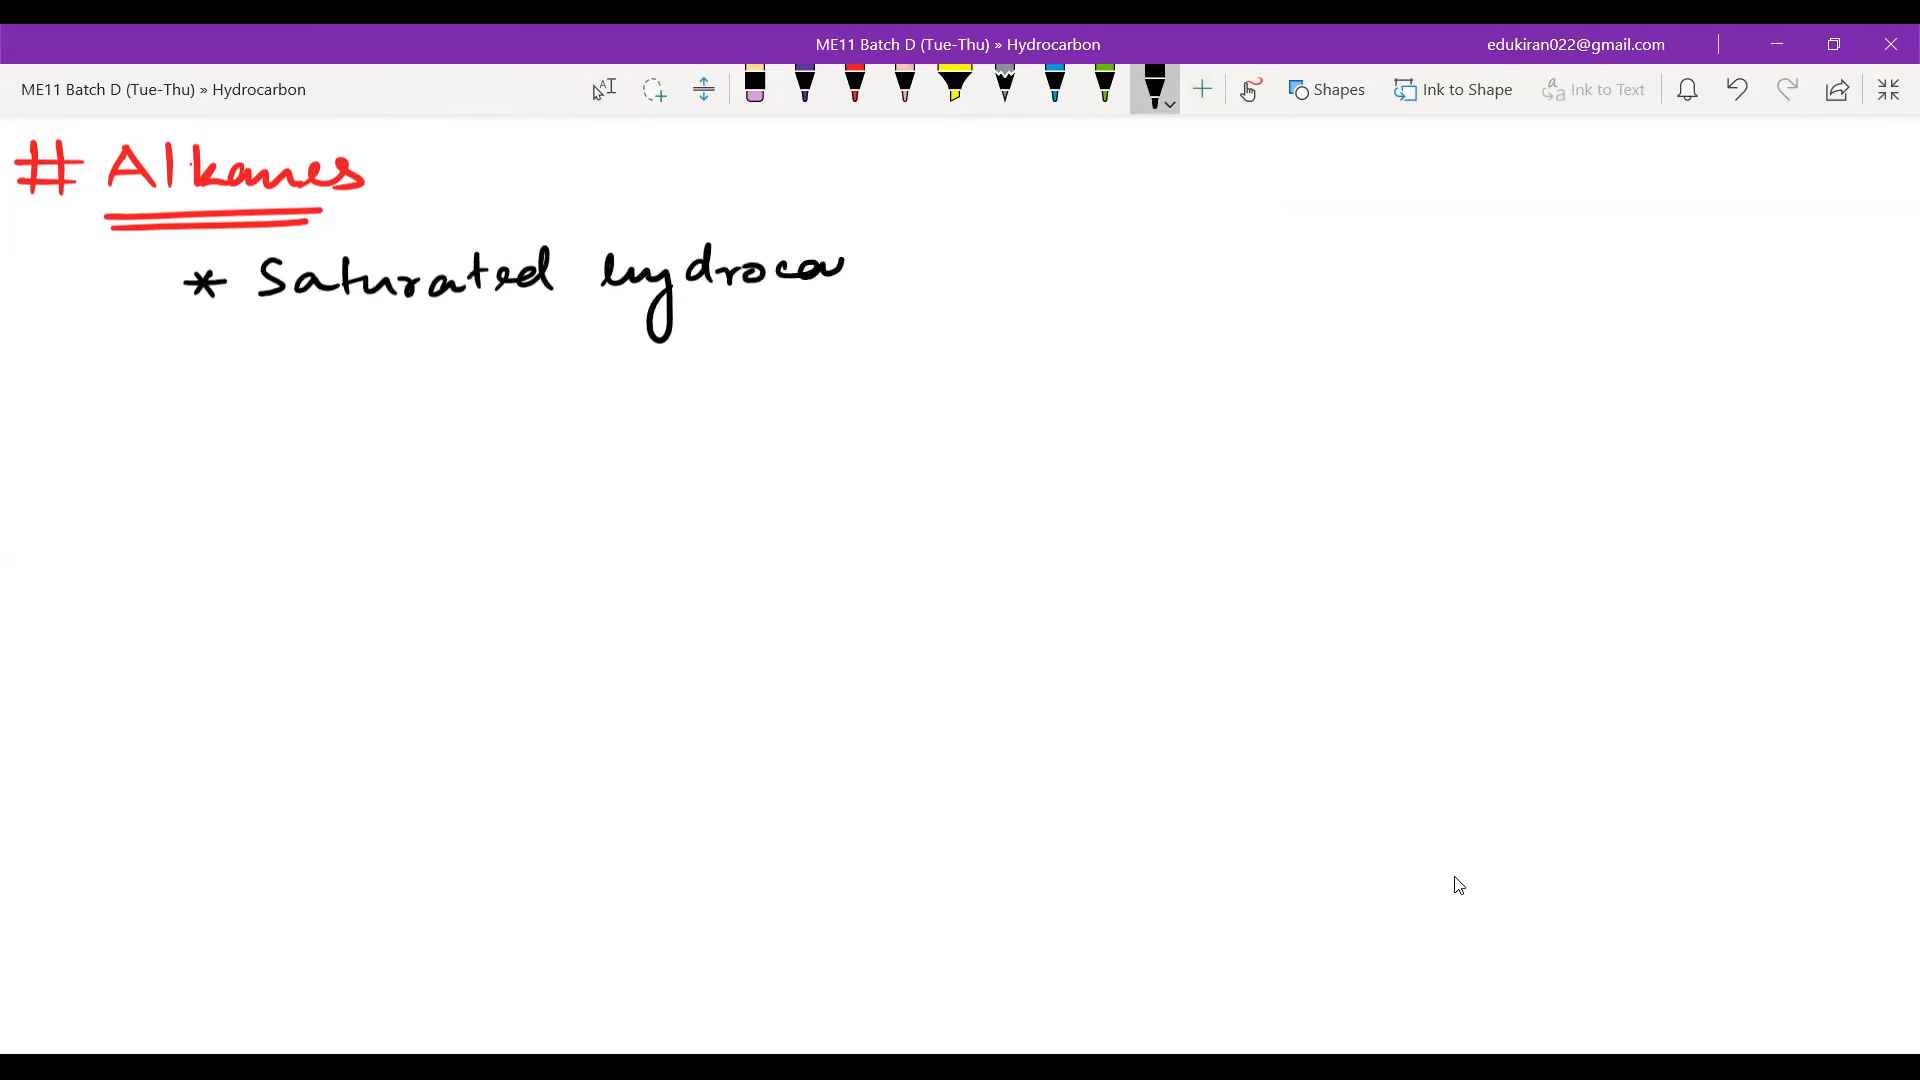 ME11 Batch D (Tue-Thu) » Hydrocarbon
edukiran022@gmail.com
ME11 Batch D (Tue-Thu) » Hydrocarbon
Shapes
Ink to Shape
Ink to Text
# Alkanes
* Saturated hydrocar